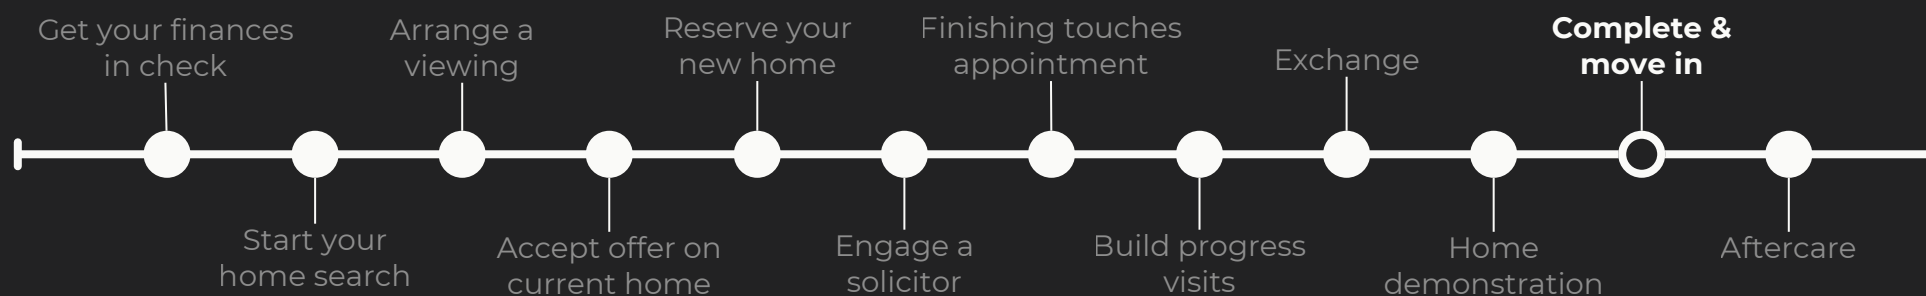 Get your finances
in check
Start your
home search
Arrange a
viewing
Accept offer on
current home
Reserve your
new home
Engage a
solicitor
Finishing touches
appointment
Build progress
visits
Exchange
Home
demonstration
Complete &
move in
Aftercare